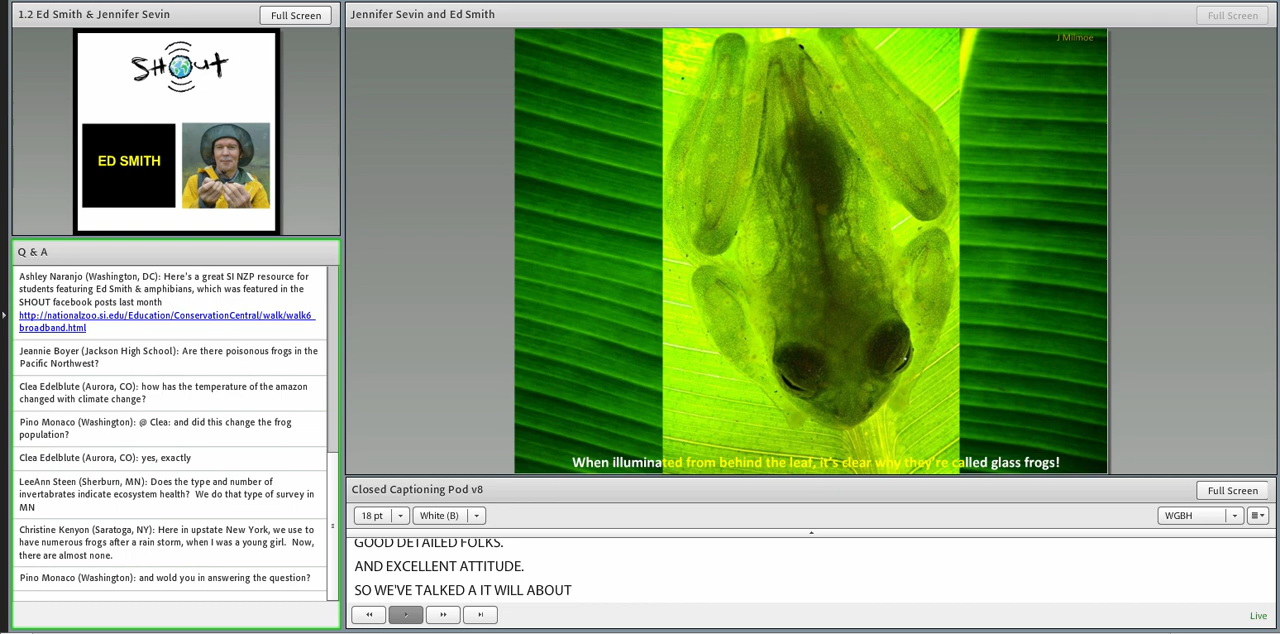 1.2 Ed Smith & Jennifer Sevin
Full Screen
SHOUT
ED SMITH
Q & A
Ashley Naranjo (Washington, DC): Here's a great SI NZP resource for
students featuring Ed Smith & amphibians, which was featured in the
SHOUT facebook posts last month
http://nationalzoo.si.edu/Education/ConservationCentral/walk/walk6_
broadband.html
Jeannie Boyer (Jackson High School): Are there poisonous frogs in the
Pacific Northwest?
Clea Edelblute (Aurora, CO): how has the temperature of the amazon
changed with climate change?
Pino Monaco (Washington): @ Clea: and did this change the frog
population?
Clea Edelblute (Aurora, CO): yes, exactly
LeeAnn Steen (Sherburn, MN): Does the type and number of
invertabrates indicate ecosystem health?  We do that type of survey in
MN
Christine Kenyon (Saratoga, NY): Here in upstate New York, we use to
have numerous frogs after a rain storm, when I was a young girl.  Now,
there are almost none.
Pino Monaco (Washington): and wold you in answering the question?
Jennifer Sevin and Ed Smith
Full Screen
J Milmoe
When illuminated from behind the leaf, it's clear why they're called glass frogs!
Closed Captioning Pod v8
Full Screen
18 pt
White (B)
WGBH
GOOD DETAILED FOLKS.
AND EXCELLENT ATTITUDE.
SO WE'VE TALKED A IT WILL ABOUT
Live